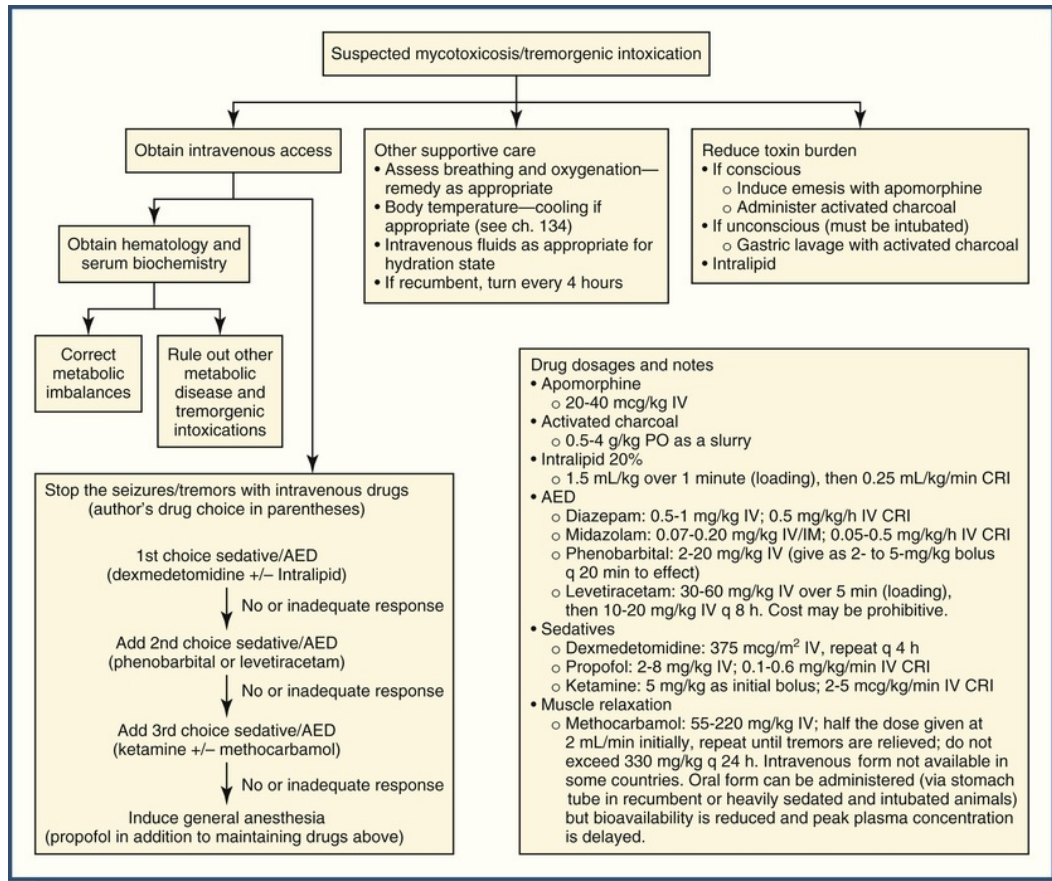 Suspected mycotoxicosis/tremorgenic intoxication
Obtain intravenous access
Obtain hematology and
serum biochemistry
Correct
metabolic
imbalances
Rule out other
metabolic
disease and
tremorgenic
intoxications
Other supportive care
• Assess breathing and oxygenation—
remedy as appropriate
• Body temperature—cooling if
appropriate (see ch. 134)
• Intravenous fluids as appropriate for
hydration state
• If recumbent, turn every 4 hours
Reduce toxin burden
• If conscious
o Induce emesis with apomorphine
o Administer activated charcoal
• If unconscious (must be intubated)
o Gastric lavage with activated charcoal
• Intralipid
Stop the seizures/tremors with intravenous drugs
(author's drug choice in parentheses)
1st choice sedative/AED
(dexmedetomidine +/– Intralipid)
No or inadequate response
Add 2nd choice sedative/AED
(phenobarbital or levetiracetam)
No or inadequate response
Add 3rd choice sedative/AED
(ketamine +/– methocarbamol)
No or inadequate response
Induce general anesthesia
(propofol in addition to maintaining drugs above)
Drug dosages and notes
• Apomorphine
o 20-40 mcg/kg IV
• Activated charcoal
o 0.5-4 g/kg PO as a slurry
• Intralipid 20%
o 1.5 mL/kg over 1 minute (loading), then 0.25 mL/kg/min CRI
• AED
o Diazepam: 0.5-1 mg/kg IV; 0.5 mg/kg/h IV CRI
o Midazolam: 0.07-0.20 mg/kg IV/IM; 0.05-0.5 mg/kg/h IV CRI
o Phenobarbital: 2-20 mg/kg IV (give as 2- to 5-mg/kg bolus
q 20 min to effect)
o Levetiracetam: 30-60 mg/kg IV over 5 min (loading),
then 10-20 mg/kg IV q 8 h. Cost may be prohibitive.
• Sedatives
o Dexmedetomidine: 375 mcg/m² IV, repeat q 4 h
o Propofol: 2-8 mg/kg IV; 0.1-0.6 mg/kg/min IV CRI
o Ketamine: 5 mg/kg as initial bolus; 2-5 mcg/kg/min IV CRI
• Muscle relaxation
o Methocarbamol: 55-220 mg/kg IV; half the dose given at
2 mL/min initially, repeat until tremors are relieved; do not
exceed 330 mg/kg q 24 h. Intravenous form not available in
some countries. Oral form can be administered (via stomach
tube in recumbent or heavily sedated and intubated animals)
but bioavailability is reduced and peak plasma concentration
is delayed.